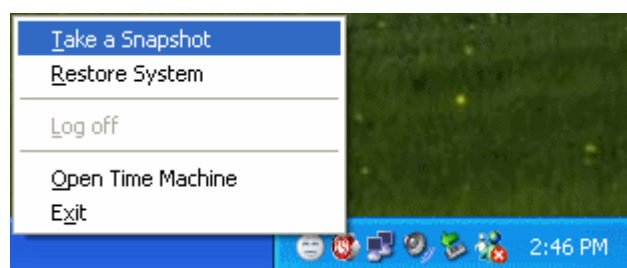 Take a Snapshot
Restore System
Log off
Open Time Machine
Exit
2:46 PM